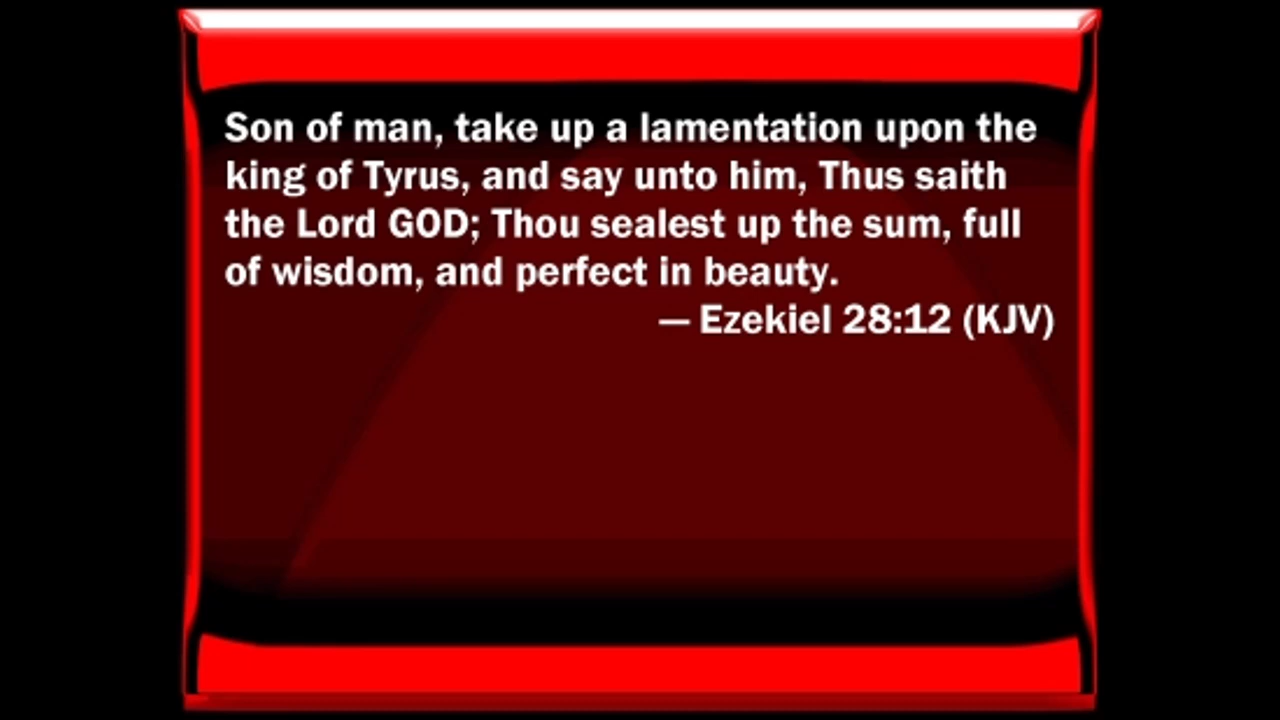 Son of man, take up a lamentation upon the
king of Tyrus, and say unto him, Thus saith
the Lord GOD; Thou sealest up the sum, full
of wisdom, and perfect in beauty.
— Ezekiel 28:12 (KJV)